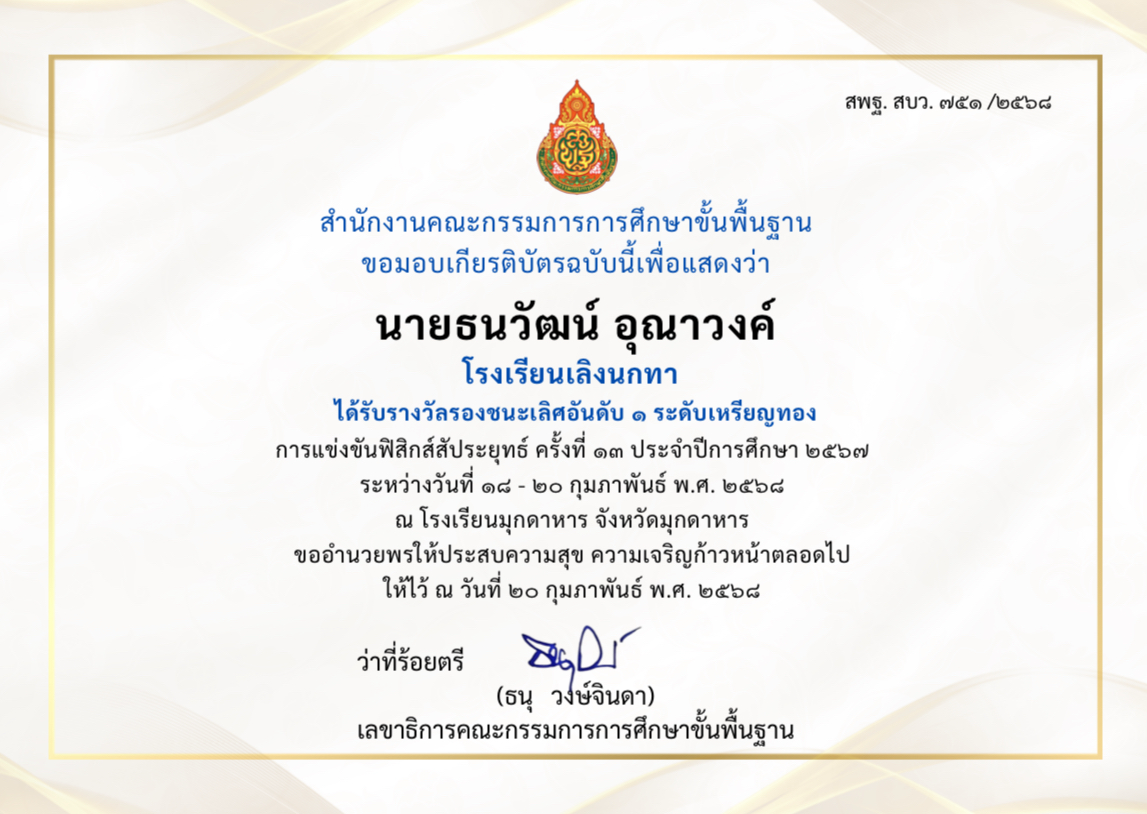 สพฐ. สบว. ๗๕๑ /๒๕๖๘
สำนักงานคณะกรรมการการศึกษาขั้นพื้นฐาน
ขอมอบเกียรติบัตรฉบับนี้เพื่อแสดงว่า
นายธนวัฒน์ อุณาวงค์
โรงเรียนเลิงนกทา
ได้รับรางวัลรองชนะเลิศอันดับ ๑ ระดับเหรียญทอง
การแข่งขันฟิสิกส์สัประยุทธ์ ครั้งที่ ๑๓ ประจำปีการศึกษา ๒๕๖๗
ระหว่างวันที่ ๑๘ - ๒๐ กุมภาพันธ์ พ.ศ. ๒๕๖๘
ณ โรงเรียนมุกดาหาร จังหวัดมุกดาหาร
ขออำนวยพรให้ประสบความสุข ความเจริญก้าวหน้าตลอดไป
ให้ไว้ ณ วันที่ ๒๐ กุมภาพันธ์ พ.ศ. ๒๕๖๘
ว่าที่ร้อยตรี
(ธนุ วงษ์จินดา)
เลขาธิการคณะกรรมการการศึกษาขั้นพื้นฐาน